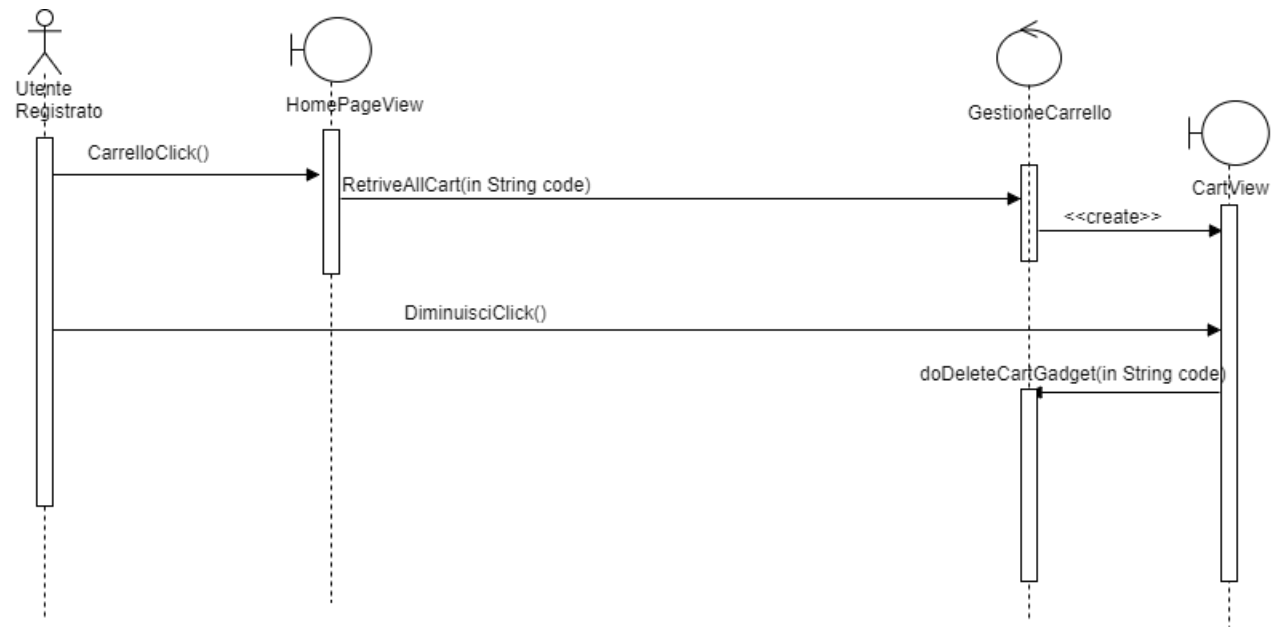 Utente
Registrato
HomePageView
GestioneCarrello
CartView
CarrelloClick()
RetriveAllCart(in String code)
<<create>>
DiminuisciClick()
doDeleteCartGadget(in String code)